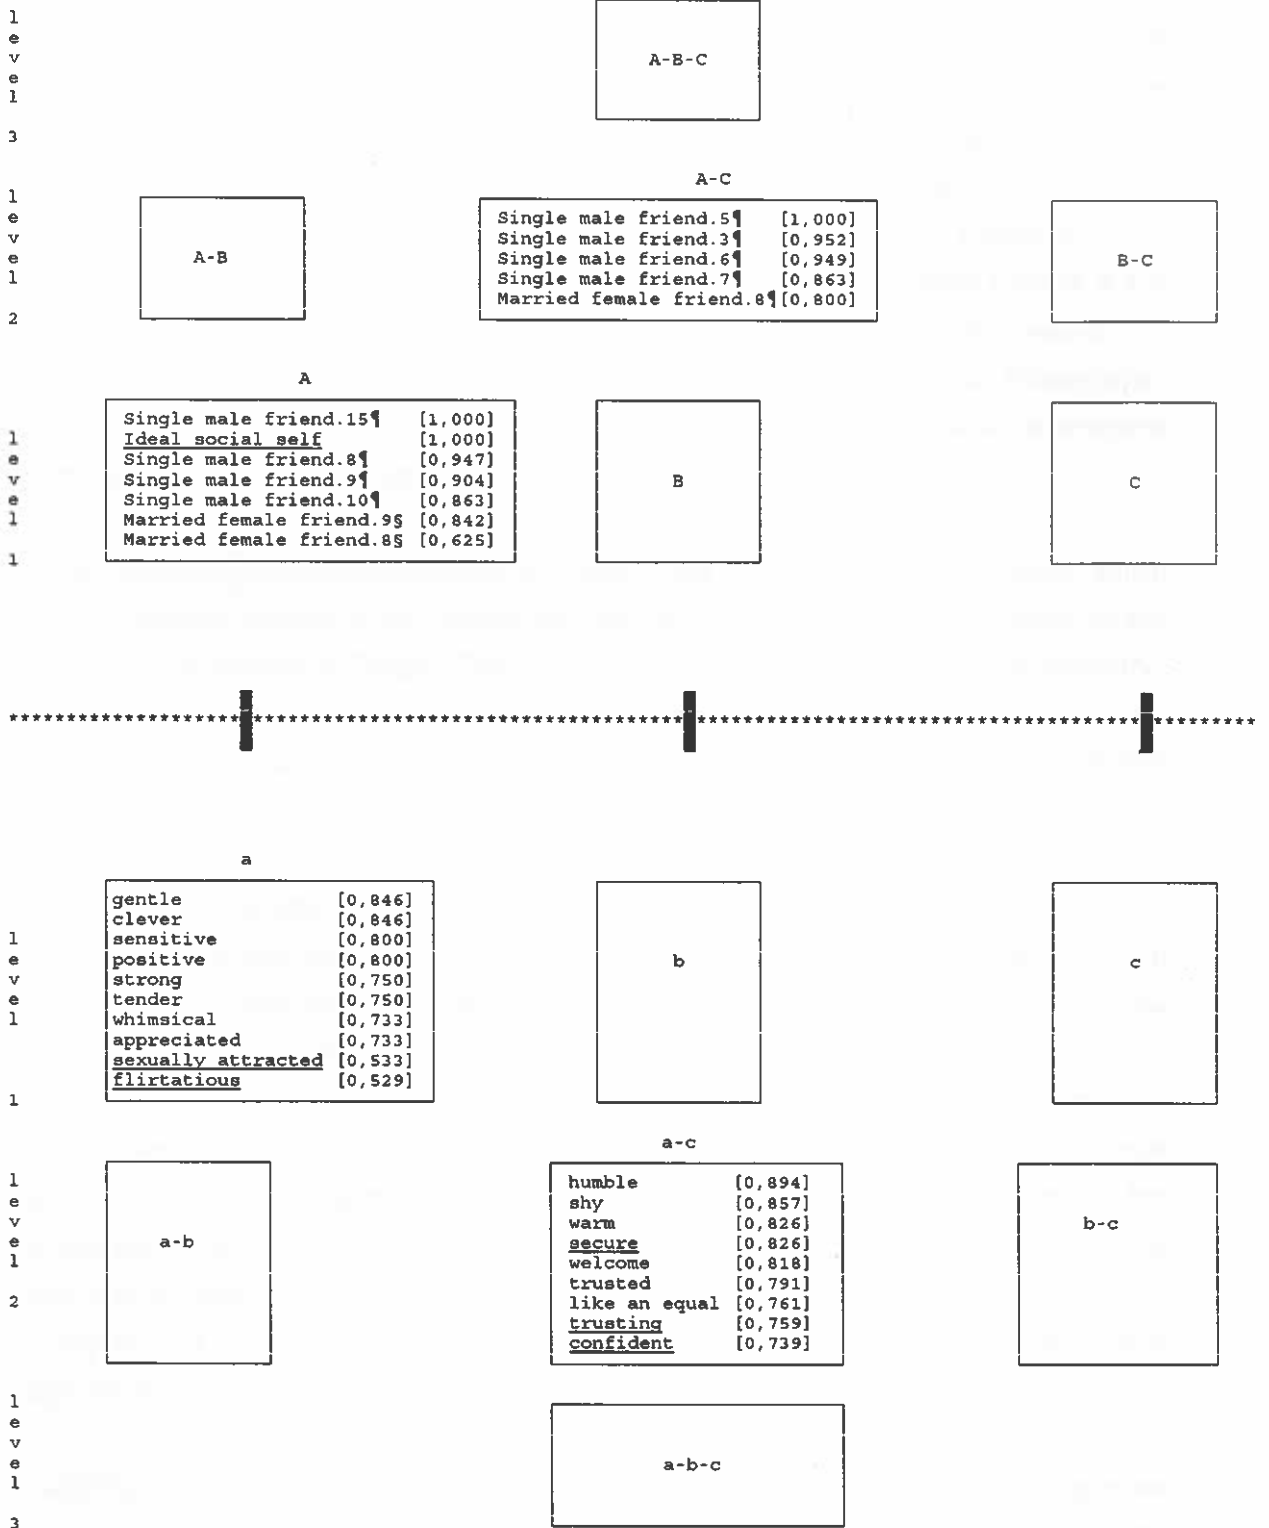 level 3
A-B-C
level 2
A-B
A-C
Single male friend.5¶ [1,000]
Single male friend.3¶ [0,952]
Single male friend.6¶ [0,949]
Single male friend.7¶ [0,863]
Married female friend.8¶[0,800]
B-C
level 1
A
Single male friend.15¶ [1,000]
Ideal social self [1,000]
Single male friend.8¶ [0,947]
Single male friend.9¶ [0,904]
Single male friend.10¶ [0,863]
Married female friend.9§ [0,842]
Married female friend.8§ [0,625]
B
C
level 1
a
gentle [0,846]
clever [0,846]
sensitive [0,800]
positive [0,800]
strong [0,750]
tender [0,750]
whimsical [0,733]
appreciated [0,733]
sexually attracted [0,533]
flirtatious [0,529]
b
c
level 2
a-b
a-c
humble [0,894]
shy [0,857]
warm [0,826]
secure [0,826]
welcome [0,818]
trusted [0,791]
like an equal [0,761]
trusting [0,759]
confident [0,739]
b-c
level 3
a-b-c